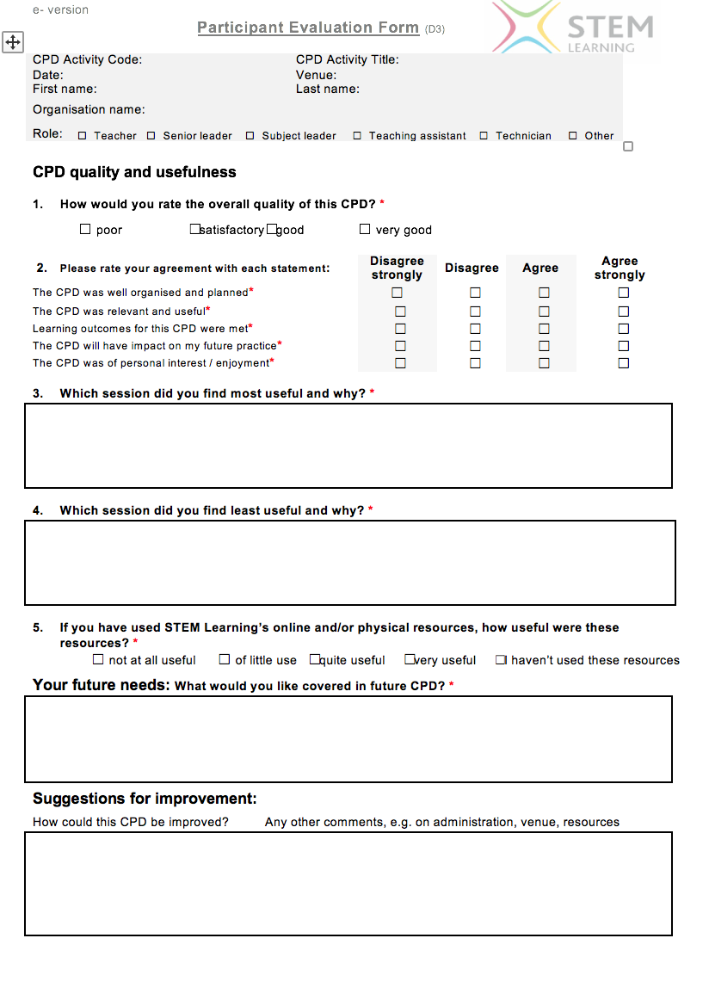 e- version
Participant Evaluation Form (D3)
STEM
LEARNING
CPD Activity Code: CPD Activity Title:
Date: Venue:
First name: Last name:
Organisation name:
Role: ☐ Teacher ☐ Senior leader ☐ Subject leader ☐ Teaching assistant ☐ Technician ☐ Other
CPD quality and usefulness
1. How would you rate the overall quality of this CPD? *
☐ poor ☐satisfactory ☐good ☐ very good
2. Please rate your agreement with each statement: Disagree strongly Disagree Agree Agree strongly
The CPD was well organised and planned* ☐ ☐ ☐ ☐
The CPD was relevant and useful* ☐ ☐ ☐ ☐
Learning outcomes for this CPD were met* ☐ ☐ ☐ ☐
The CPD will have impact on my future practice* ☐ ☐ ☐ ☐
The CPD was of personal interest / enjoyment* ☐ ☐ ☐ ☐
3. Which session did you find most useful and why? *
4. Which session did you find least useful and why? *
5. If you have used STEM Learning's online and/or physical resources, how useful were these
resources? *
☐ not at all useful ☐ of little use ☐quite useful ☐very useful ☐I haven't used these resources
Your future needs: What would you like covered in future CPD? *
Suggestions for improvement:
How could this CPD be improved? Any other comments, e.g. on administration, venue, resources